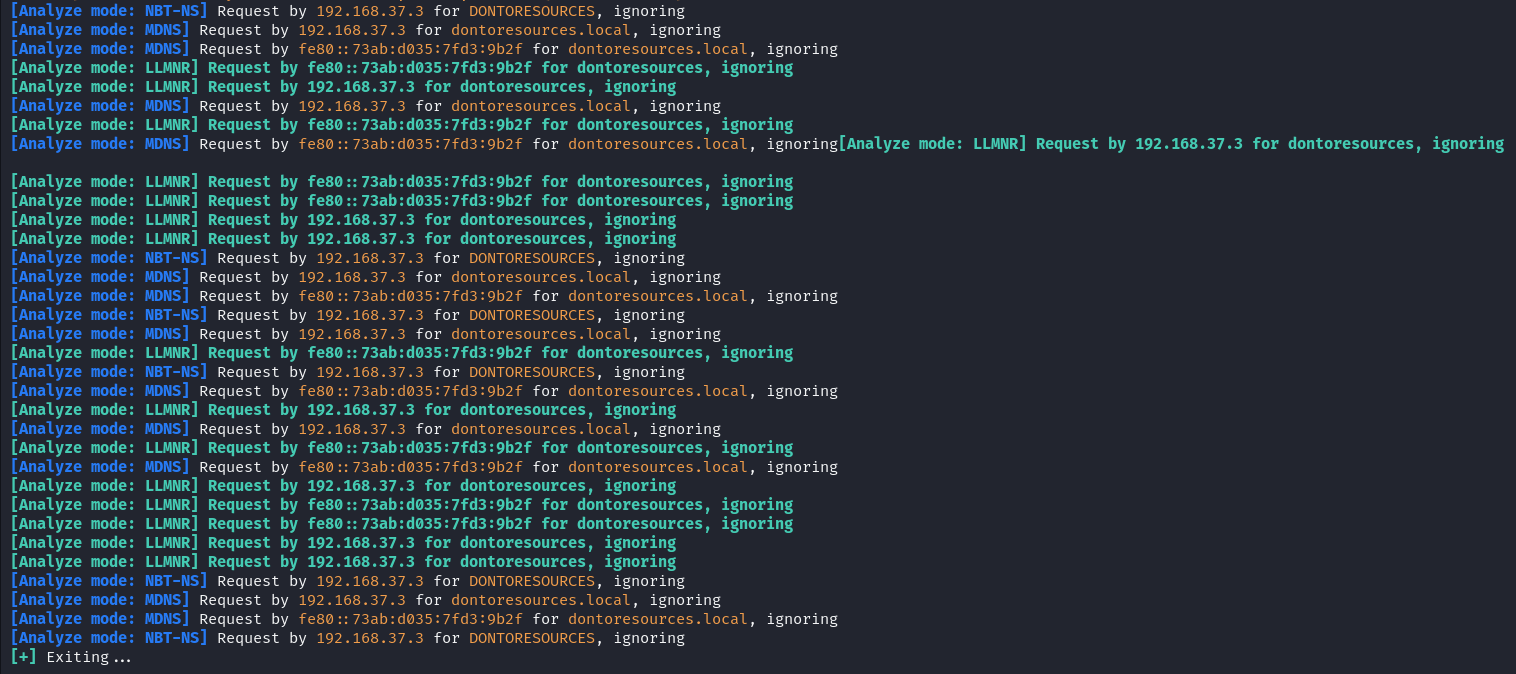 [Analyze mode: NBT-NS] Request by 192.168.37.3 for DONTORESOURCES, ignoring
[Analyze mode: MDNS] Request by 192.168.37.3 for dontoresources.local, ignoring
[Analyze mode: MDNS] Request by fe80::73ab:d035:7fd3:9b2f for dontoresources.local, ignoring
[Analyze mode: LLMNR] Request by fe80::73ab:d035:7fd3:9b2f for dontoresources, ignoring
[Analyze mode: LLMNR] Request by 192.168.37.3 for dontoresources, ignoring
[Analyze mode: MDNS] Request by 192.168.37.3 for dontoresources.local, ignoring
[Analyze mode: LLMNR] Request by fe80::73ab:d035:7fd3:9b2f for dontoresources, ignoring
[Analyze mode: MDNS] Request by fe80::73ab:d035:7fd3:9b2f for dontoresources.local, ignoring[Analyze mode: LLMNR] Request by 192.168.37.3 for dontoresources, ignoring
[Analyze mode: LLMNR] Request by fe80::73ab:d035:7fd3:9b2f for dontoresources, ignoring
[Analyze mode: LLMNR] Request by fe80::73ab:d035:7fd3:9b2f for dontoresources, ignoring
[Analyze mode: LLMNR] Request by 192.168.37.3 for dontoresources, ignoring
[Analyze mode: LLMNR] Request by 192.168.37.3 for dontoresources, ignoring
[Analyze mode: NBT-NS] Request by 192.168.37.3 for DONTORESOURCES, ignoring
[Analyze mode: MDNS] Request by 192.168.37.3 for dontoresources.local, ignoring
[Analyze mode: MDNS] Request by fe80::73ab:d035:7fd3:9b2f for dontoresources.local, ignoring
[Analyze mode: NBT-NS] Request by 192.168.37.3 for DONTORESOURCES, ignoring
[Analyze mode: MDNS] Request by 192.168.37.3 for dontoresources.local, ignoring
[Analyze mode: LLMNR] Request by fe80::73ab:d035:7fd3:9b2f for dontoresources, ignoring
[Analyze mode: NBT-NS] Request by 192.168.37.3 for DONTORESOURCES, ignoring
[Analyze mode: MDNS] Request by fe80::73ab:d035:7fd3:9b2f for dontoresources.local, ignoring
[Analyze mode: LLMNR] Request by 192.168.37.3 for dontoresources, ignoring
[Analyze mode: MDNS] Request by 192.168.37.3 for dontoresources.local, ignoring
[Analyze mode: LLMNR] Request by fe80::73ab:d035:7fd3:9b2f for dontoresources, ignoring
[Analyze mode: MDNS] Request by fe80::73ab:d035:7fd3:9b2f for dontoresources.local, ignoring
[Analyze mode: LLMNR] Request by 192.168.37.3 for dontoresources, ignoring
[Analyze mode: LLMNR] Request by fe80::73ab:d035:7fd3:9b2f for dontoresources, ignoring
[Analyze mode: LLMNR] Request by fe80::73ab:d035:7fd3:9b2f for dontoresources, ignoring
[Analyze mode: LLMNR] Request by 192.168.37.3 for dontoresources, ignoring
[Analyze mode: LLMNR] Request by 192.168.37.3 for dontoresources, ignoring
[Analyze mode: NBT-NS] Request by 192.168.37.3 for DONTORESOURCES, ignoring
[Analyze mode: MDNS] Request by 192.168.37.3 for dontoresources.local, ignoring
[Analyze mode: MDNS] Request by fe80::73ab:d035:7fd3:9b2f for dontoresources.local, ignoring
[Analyze mode: NBT-NS] Request by 192.168.37.3 for DONTORESOURCES, ignoring
[+] Exiting...